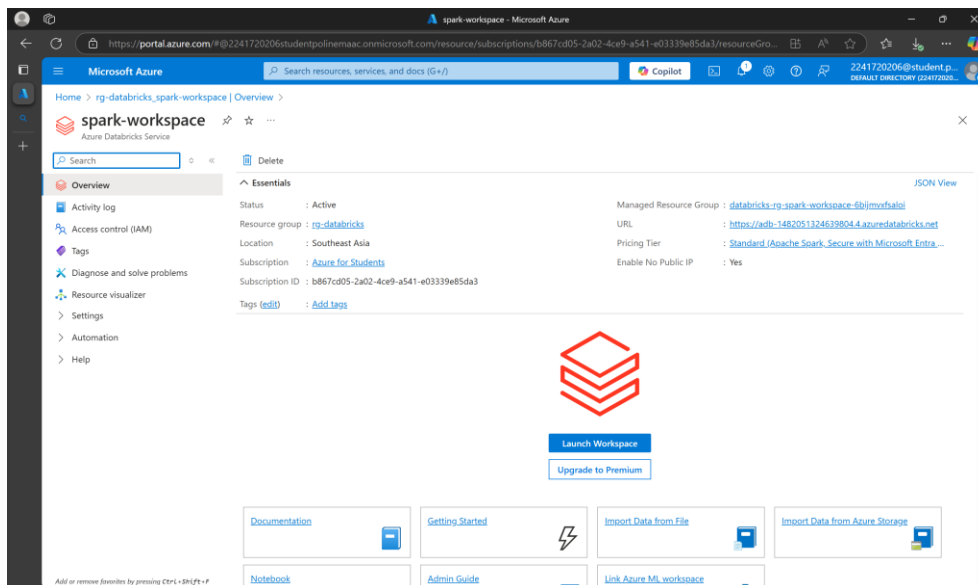 spark-workspace - Microsoft Azure
https://portal.azure.com/#@2241720206studentpolinemaac.onmicrosoft.com/resource/subscriptions/b867cd05-2a02-4ce9-a541-e03339e85da3/resourceGro...
Microsoft Azure
Search resources, services, and docs (G+/)
Copilot
1
2241720206@student.p...
DEFAULT DIRECTORY (224172020...
Home > rg-databricks_spark-workspace | Overview >
spark-workspace
Azure Databricks Service
Search
Delete
Overview
Activity log
Access control (IAM)
Tags
Diagnose and solve problems
Resource visualizer
Settings
Automation
Help
Essentials
JSON View
Status : Active
Resource group : rg-databricks
Location : Southeast Asia
Subscription : Azure for Students
Subscription ID : b867cd05-2a02-4ce9-a541-e03339e85da3
Tags (edit) : Add tags
Managed Resource Group : databricks-rg-spark-workspace-6bijmvxfsaloi
URL : https://adb-1482051324639804.4.azuredatabricks.net
Pricing Tier : Standard (Apache Spark, Secure with Microsoft Entra ...
Enable No Public IP : Yes
Launch Workspace
Upgrade to Premium
Documentation
Getting Started
Import Data from File
Import Data from Azure Storage
Notebook
Admin Guide
Link Azure ML workspace
Add or remove favorites by pressing Ctrl+Shift+F